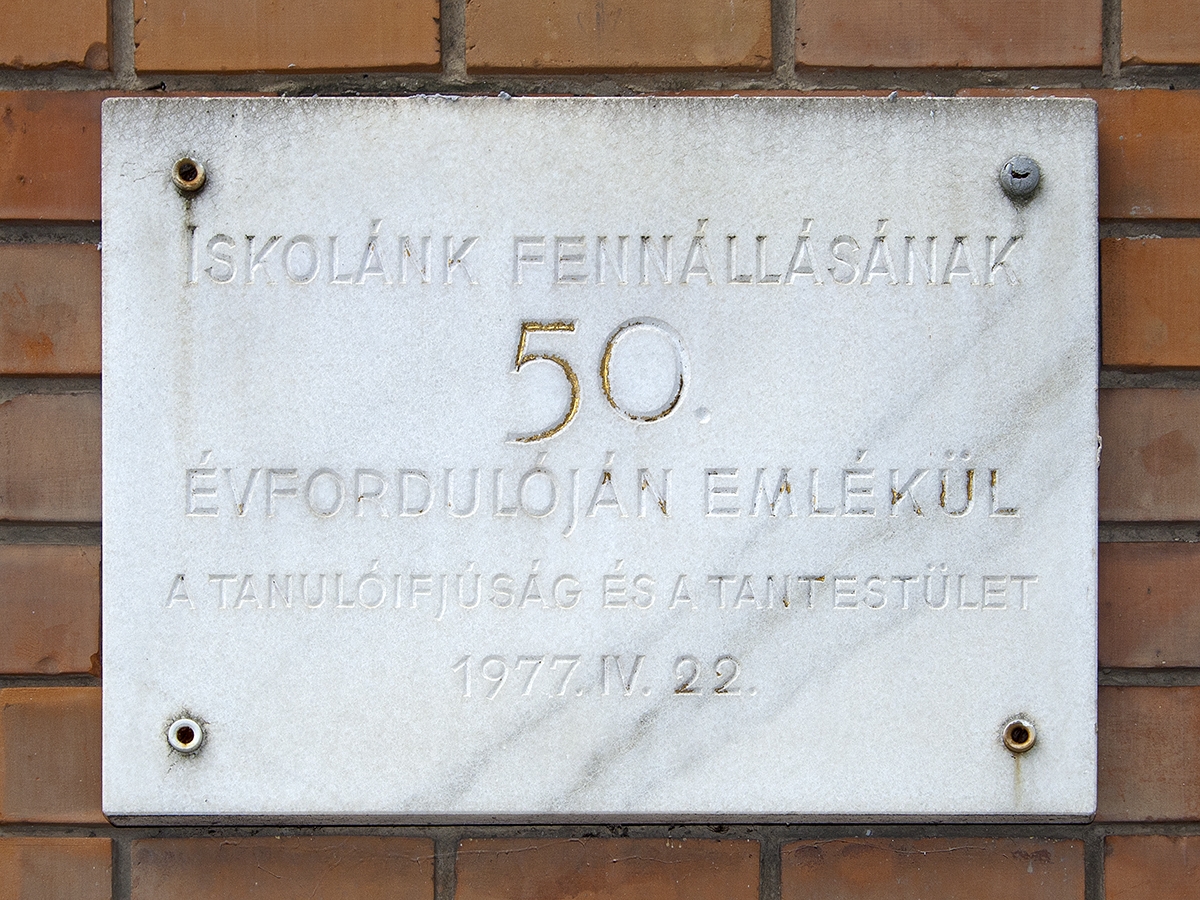 ISKOLÁNK FENNÁLLÁSÁNAK
50.
ÉVFORDULÓJÁN EMLÉKÜL
A TANULÓIFJÚSÁG ÉS A TANTESTÜLET
1977. IV. 22.